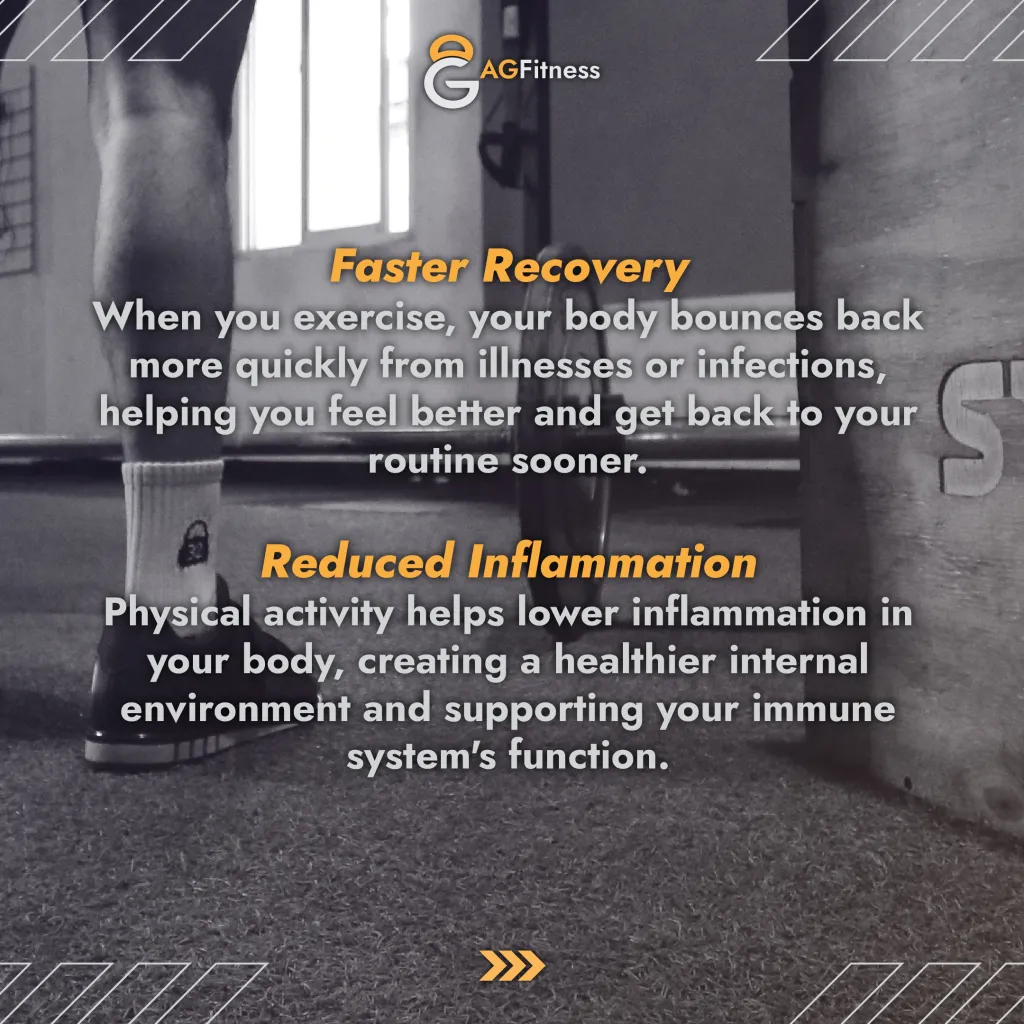 AGFitness
Faster Recovery
When you exercise, your body bounces back
more quickly from illnesses or infections,
helping you feel better and get back to your
routine sooner.
Reduced Inflammation
Physical activity helps lower inflammation in
your body, creating a healthier internal
environment and supporting your immune
system's function.